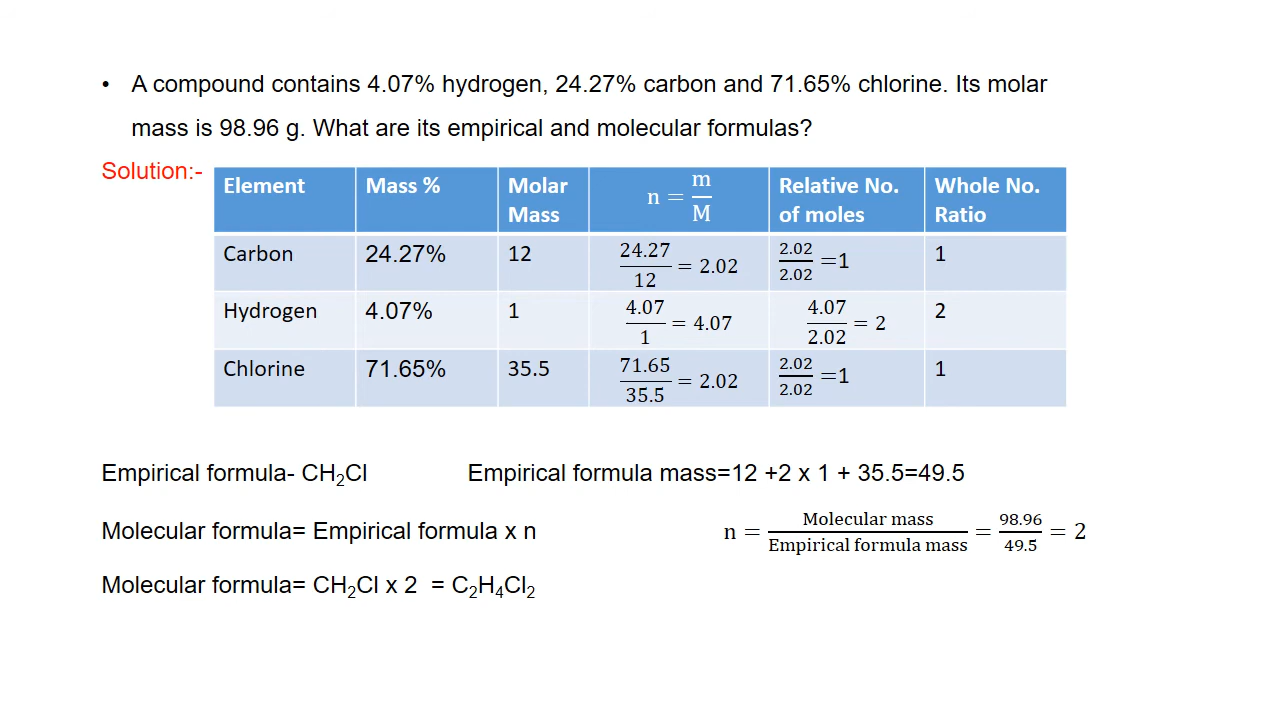 • A compound contains 4.07% hydrogen, 24.27% carbon and 71.65% chlorine. Its molar
mass is 98.96 g. What are its empirical and molecular formulas?
Solution:-
Element | Mass % | Molar Mass | n = m/M | Relative No. of moles | Whole No. Ratio
Carbon | 24.27% | 12 | 24.27/12 = 2.02 | 2.02/2.02 =1 | 1
Hydrogen | 4.07% | 1 | 4.07/1 = 4.07 | 4.07/2.02 = 2 | 2
Chlorine | 71.65% | 35.5 | 71.65/35.5 = 2.02 | 2.02/2.02 =1 | 1
Empirical formula- CH₂Cl Empirical formula mass=12 +2 x 1 + 35.5=49.5
Molecular formula= Empirical formula x n n = Molecular mass/Empirical formula mass = 98.96/49.5 = 2
Molecular formula= CH₂Cl x 2 = C₂H₄Cl₂